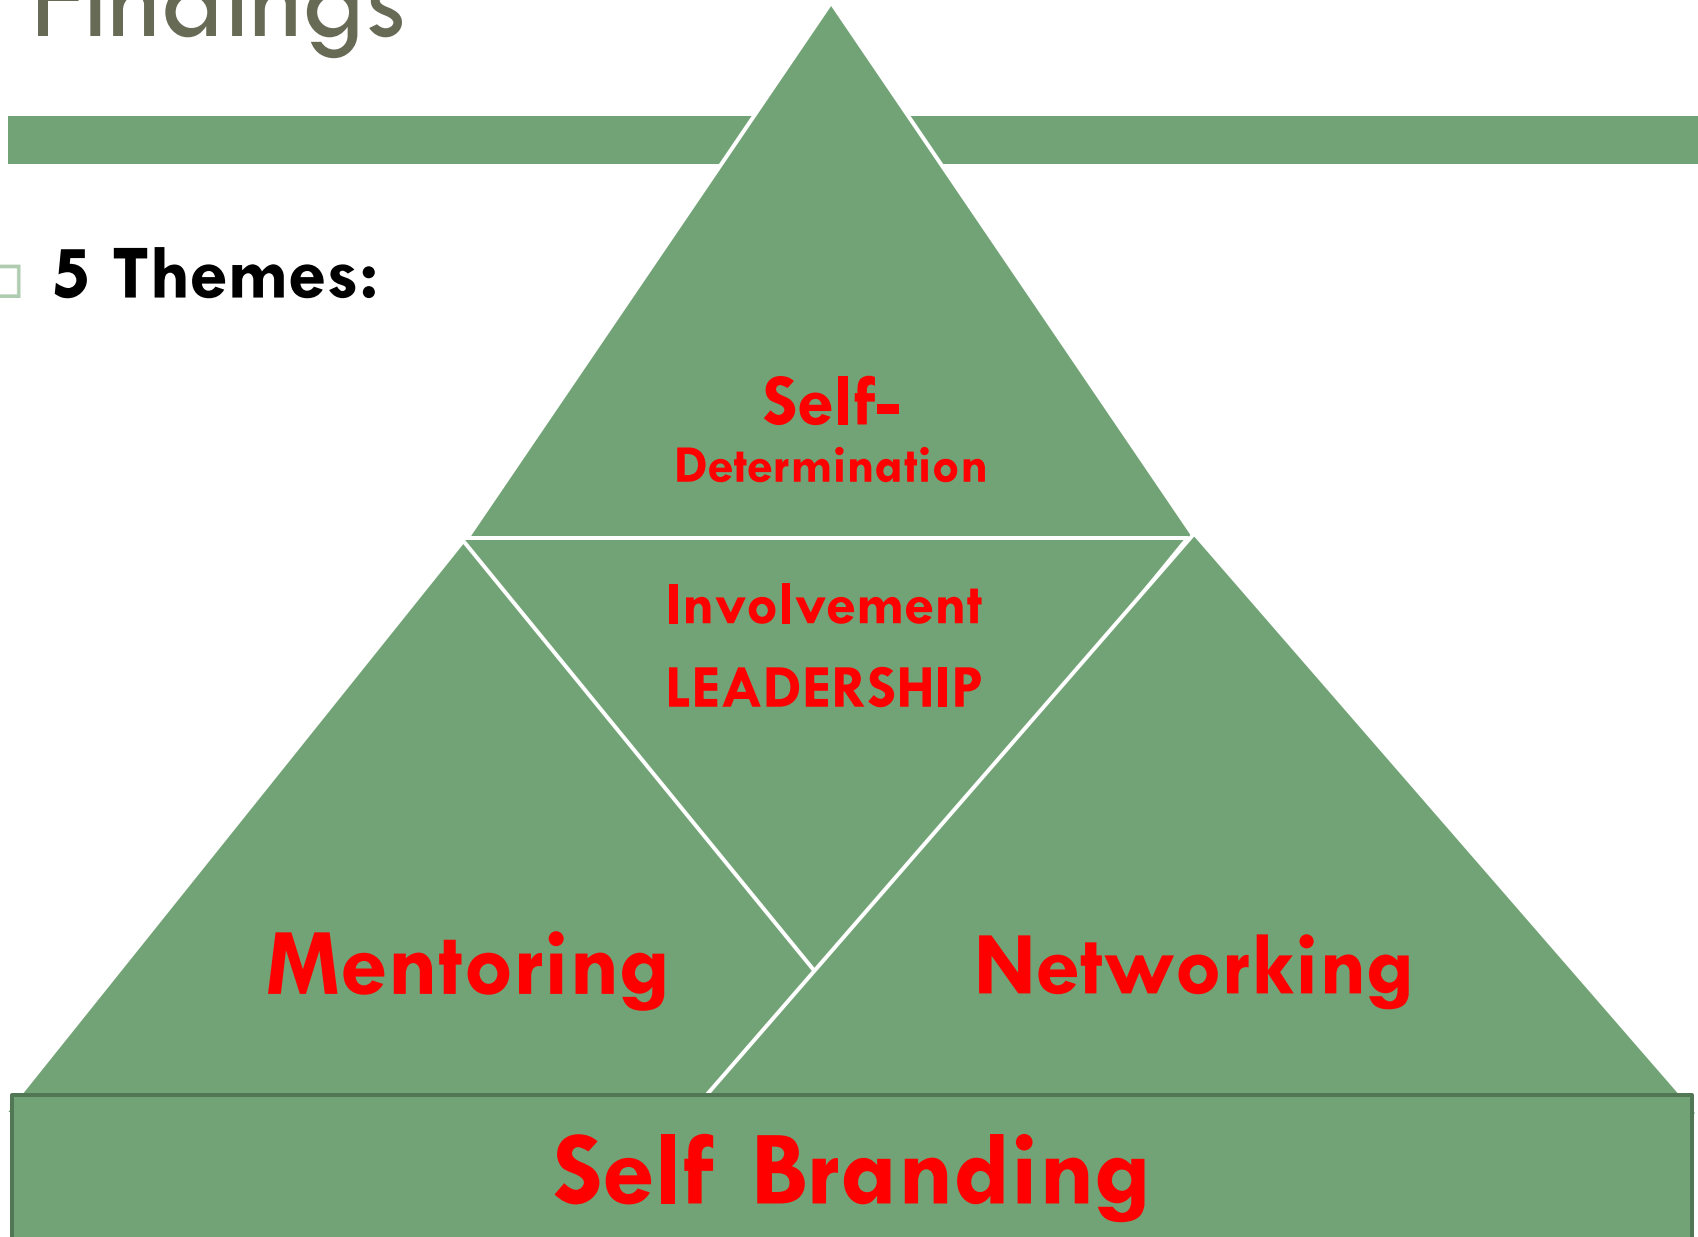 Findings
5 Themes:
Self-
Determination
Involvement
LEADERSHIP
Mentoring
Networking
Self Branding